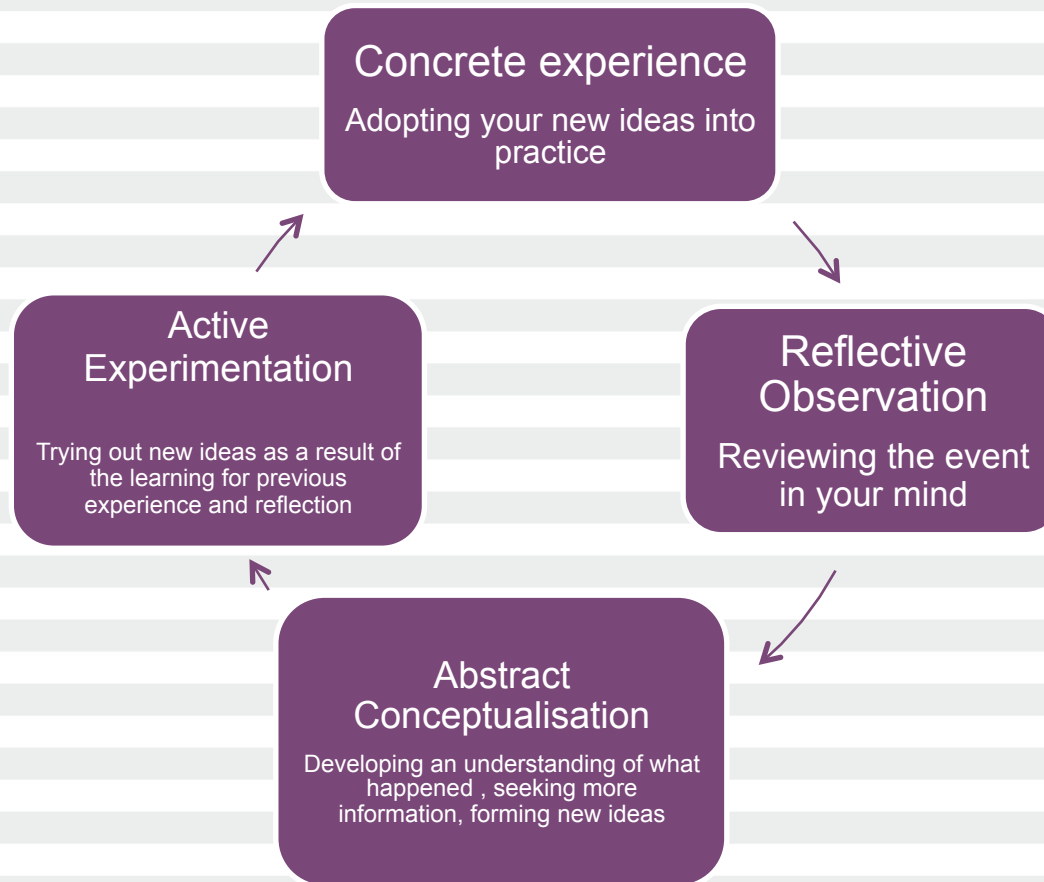 Concrete experience
Adopting your new ideas into
practice
Reflective
Observation
Reviewing the event
in your mind
Abstract
Conceptualisation
Developing an understanding of what
happened , seeking more
information, forming new ideas
Active
Experimentation
Trying out new ideas as a result of
the learning for previous
experience and reflection